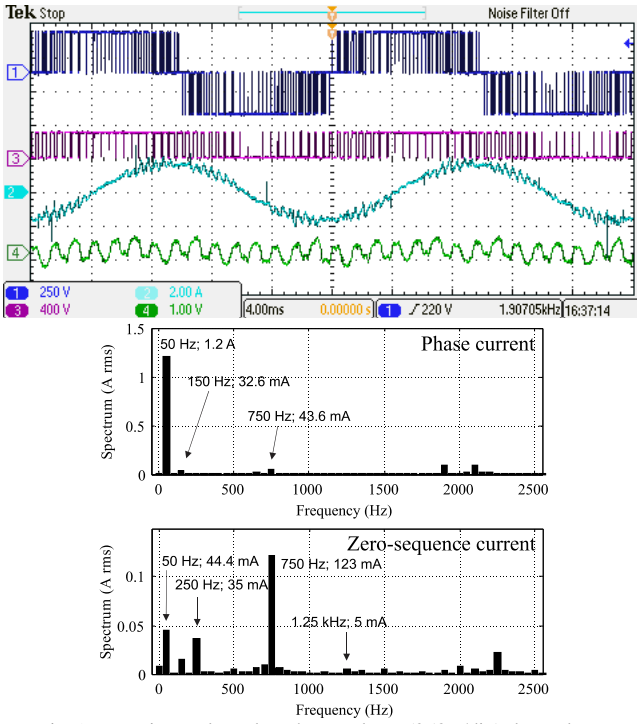 Tek Stop
Noise Filter Off
1
3
2
4
1 250 V
2 2.00 A
3 400 V
4 1.00 V
4.00ms
0.00000 s
1 220 V
1.30705kHz
16:37:14
Phase current
50 Hz; 1.2 A
150 Hz; 32.6 mA
750 Hz; 43.6 mA
Spectrum (A rms)
1.5
1
0.5
0
0 500 1000 1500 2000 2500
Frequency (Hz)
Zero-sequence current
50 Hz; 44.4 mA
750 Hz; 123 mA
250 Hz; 35 mA
1.25 kHz; 5 mA
Spectrum (A rms)
0.1
0.05
0
0 500 1000 1500 2000 2500
Frequency (Hz)